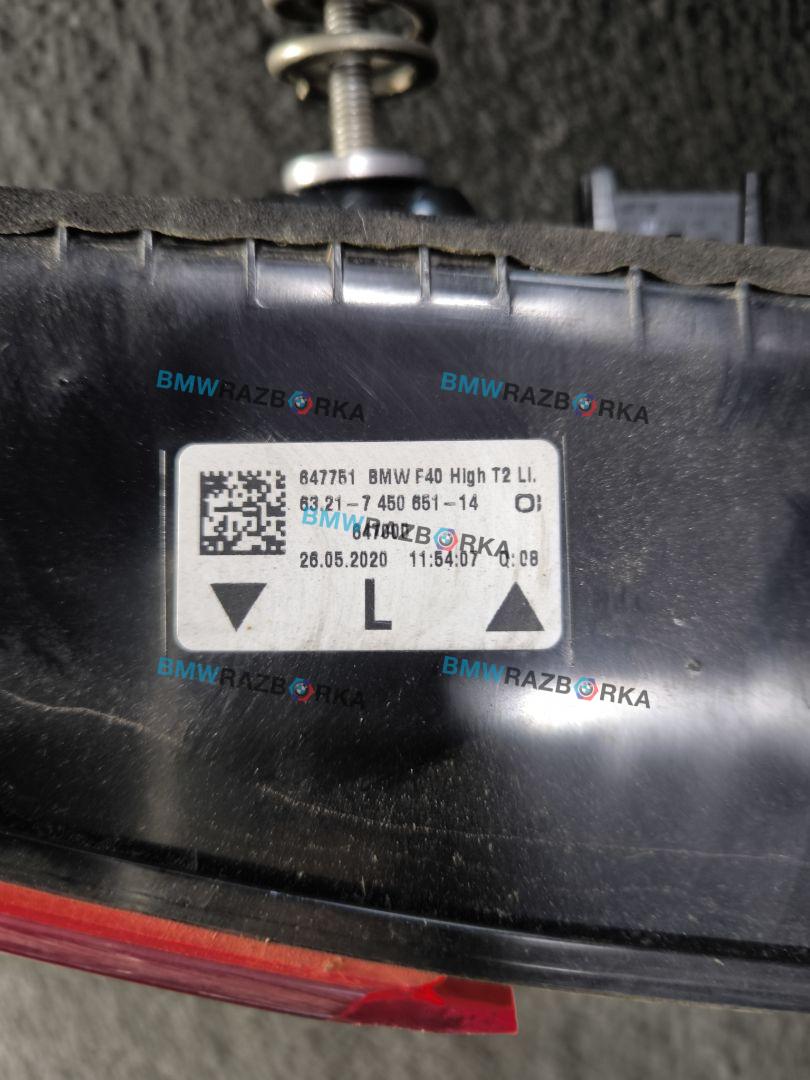 BMWRAZBORKA BMWRAZBORKA
647751 BMW F40 High T2 LI.
63.21-7 450 651-14
BMWRAZBORKA
26.05.2020 11:54:07 Q:08
L
BMWRAZBORKA BMWRAZBORKA